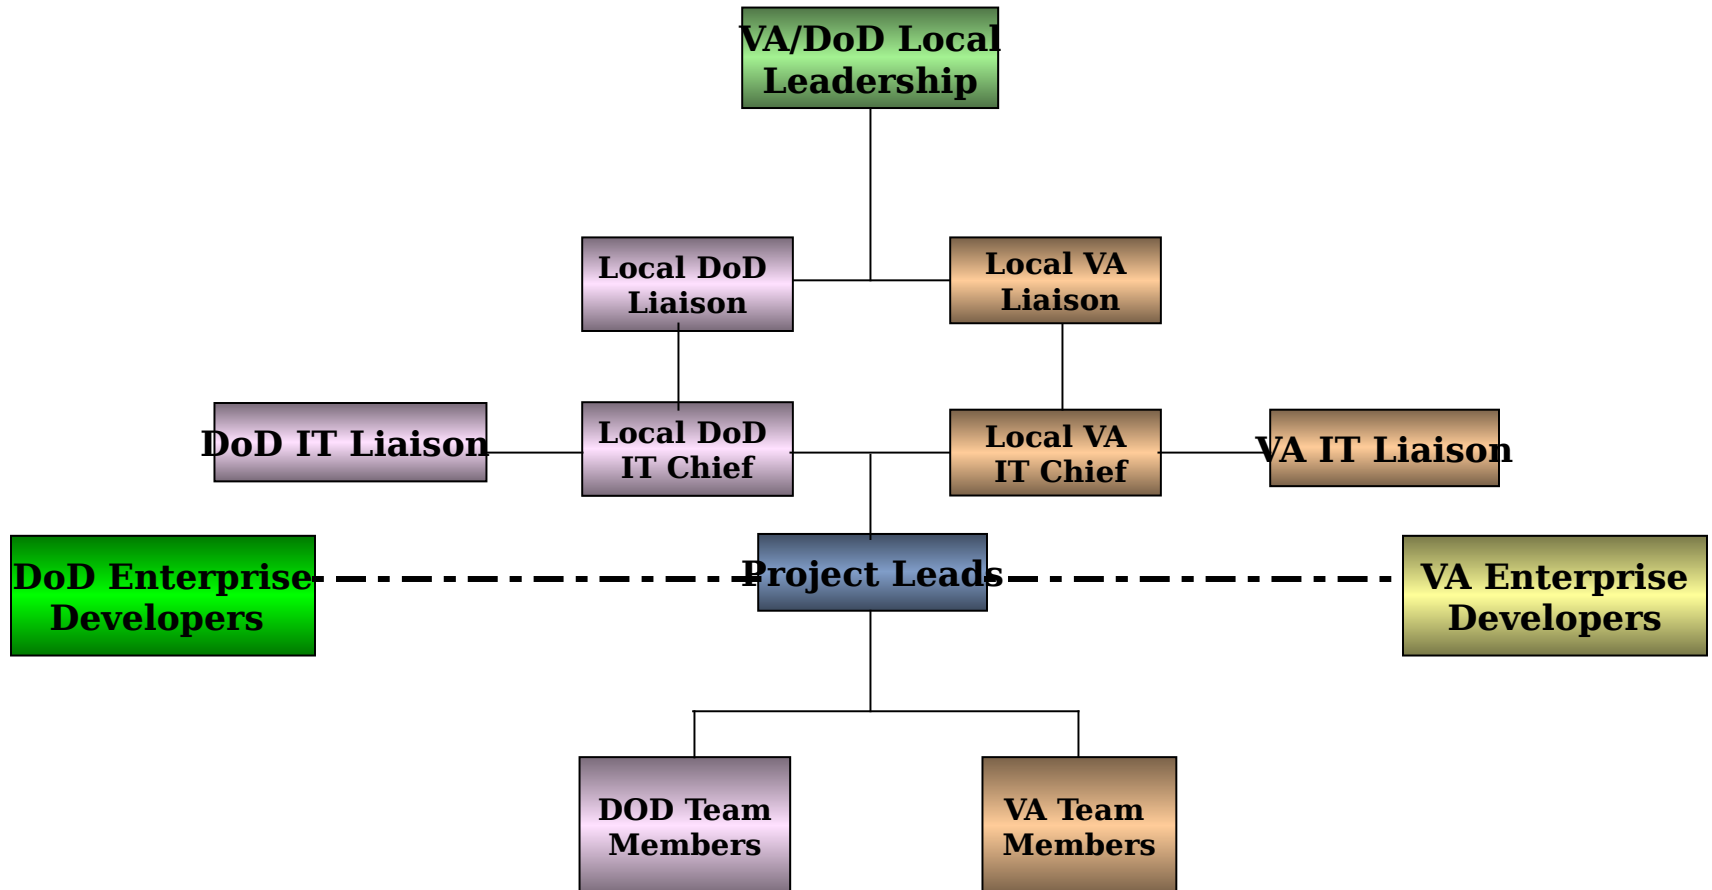 VA/DoD Local
Leadership
Local DoD
Liaison
Local VA
Liaison
DoD IT Liaison
Local DoD
IT Chief
Local VA
IT Chief
VA IT Liaison
DoD Enterprise
Developers
Project Leads
VA Enterprise
Developers
DOD Team
Members
VA Team
Members